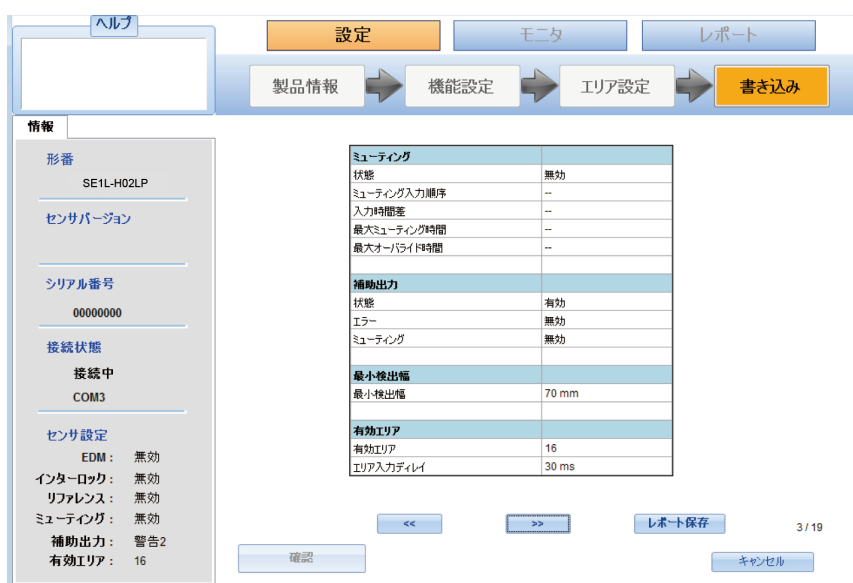 ヘルプ
設定
モニタ
レポート
製品情報
機能設定
エリア設定
書き込み
情報
形番
SE1L-H02LP
センサバージョン
シリアル番号
00000000
接続状態
接続中
COM3
センサ設定
EDM : 無効
インターロック : 無効
リファレンス : 無効
ミューティング : 無効
補助出力 : 警告2
有効エリア : 16
ミューティング
状態 無効
ミューティング入力順序 --
入力時間差 --
最大ミューティング時間 --
最大オーバライド時間 --
補助出力
状態 有効
エラー 無効
ミューティング 無効
最小検出幅
最小検出幅 70 mm
有効エリア
有効エリア 16
エリア入力ディレイ 30 ms
<< >> レポート保存 3 / 19
確認 キャンセル